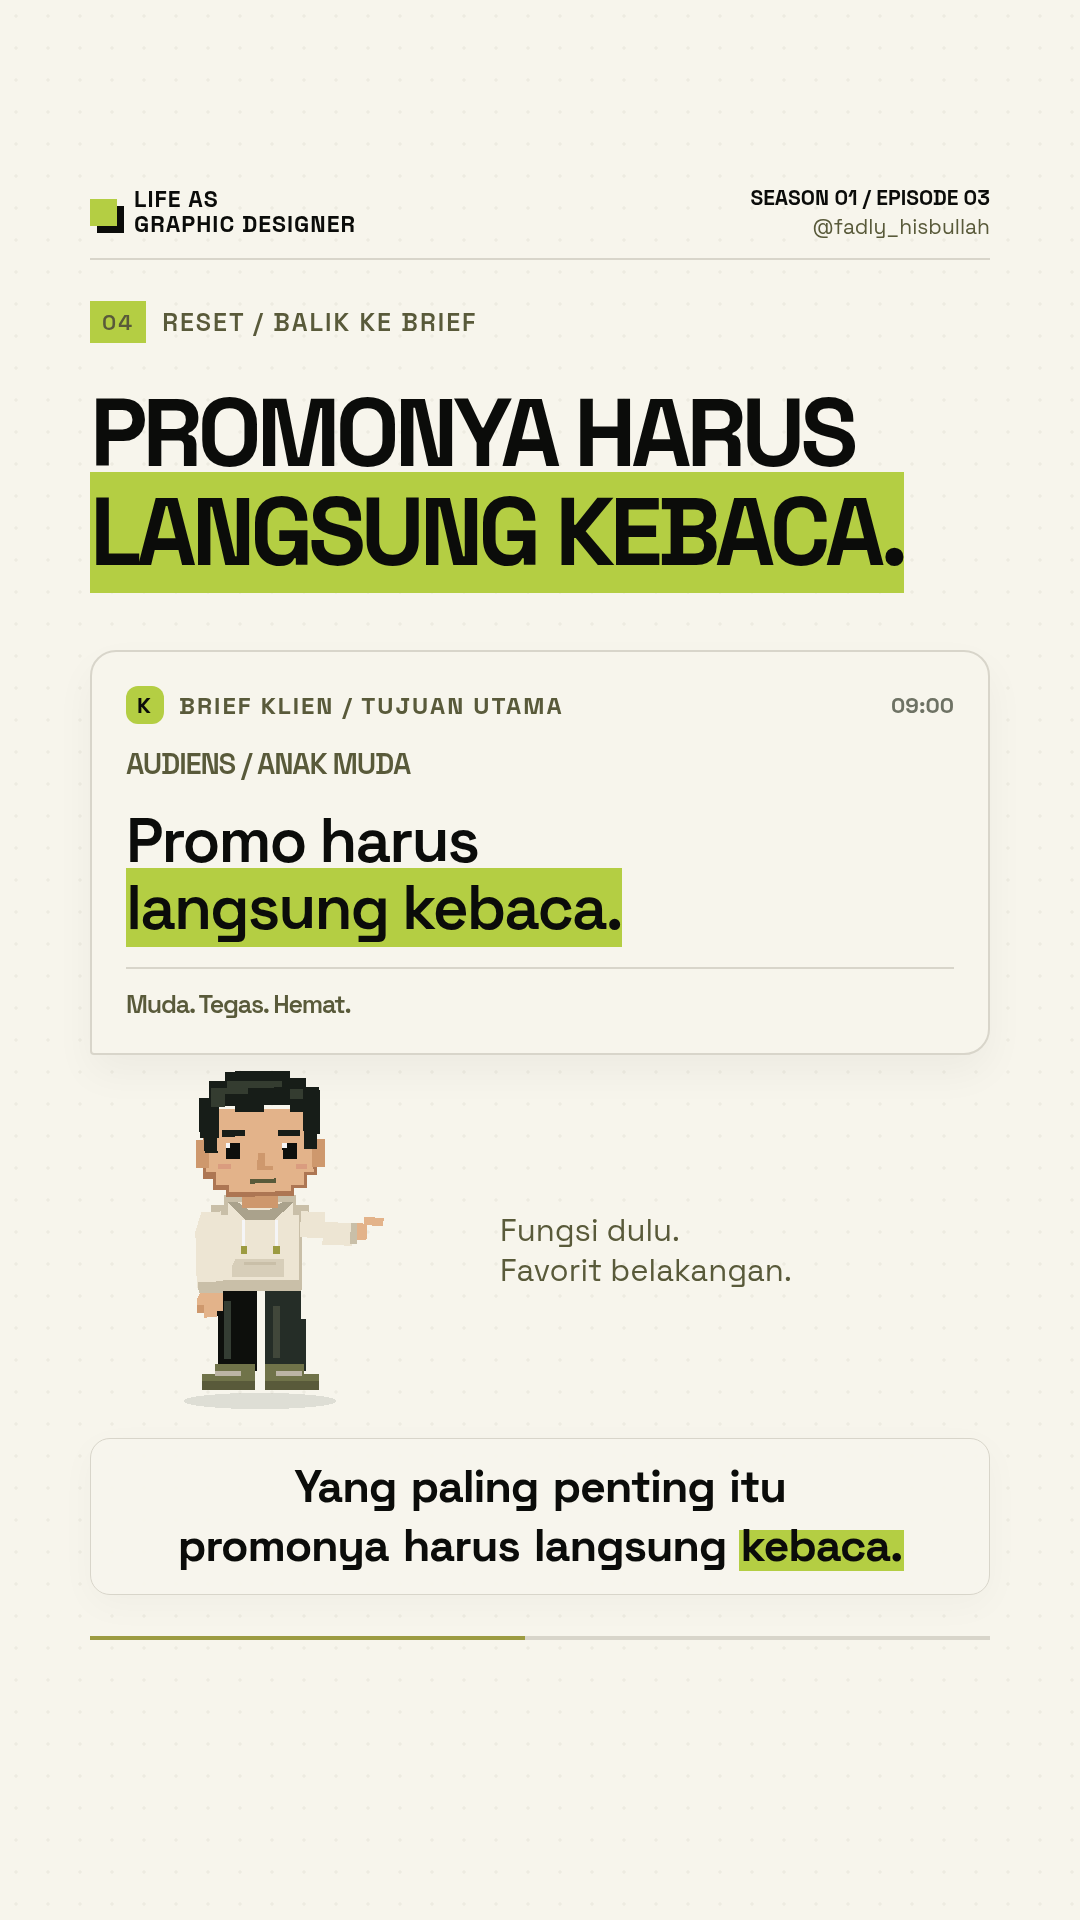 LIFE AS
GRAPHIC DESIGNER
SEASON 01 / EPISODE 03
@fadly_hisbullah
04 RESET / BALIK KE BRIEF
PROMONYA HARUS
LANGSUNG KEBACA.
K BRIEF KLIEN / TUJUAN UTAMA 09:00
AUDIENS / ANAK MUDA
Promo harus
langsung kebaca.
Muda. Tegas. Hemat.
Fungsi dulu.
Favorit belakangan.
Yang paling penting itu
promonya harus langsung kebaca.